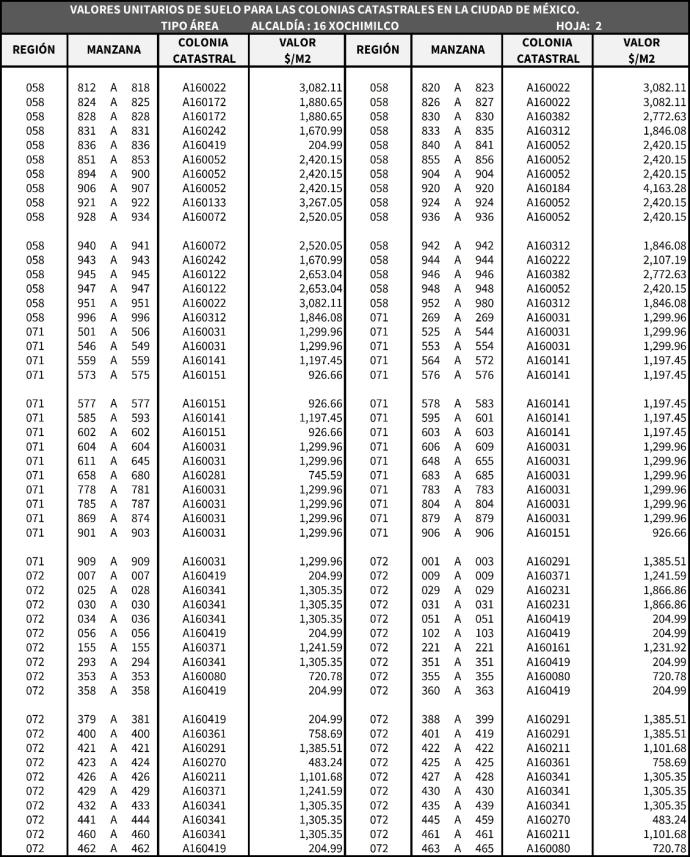 VALORES UNITARIOS DE SUELO PARA LAS COLONIAS CATASTRALES EN LA CIUDAD DE MÉXICO.
TIPO ÁREA ALCALDÍA : 16 XOCHIMILCO HOJA: 2
REGIÓN MANZANA COLONIA CATASTRAL VALOR $/M2 REGIÓN MANZANA COLONIA CATASTRAL VALOR $/M2
058 812 A 818 A160022 3,082.11 058 820 A 823 A160022 3,082.11
058 824 A 825 A160172 1,880.65 058 826 A 827 A160022 3,082.11
058 828 A 828 A160172 1,880.65 058 830 A 830 A160382 2,772.63
058 831 A 831 A160242 1,670.99 058 833 A 835 A160312 1,846.08
058 836 A 836 A160419 204.99 058 840 A 841 A160052 2,420.15
058 851 A 853 A160052 2,420.15 058 855 A 856 A160052 2,420.15
058 894 A 900 A160052 2,420.15 058 904 A 904 A160052 2,420.15
058 906 A 907 A160052 2,420.15 058 920 A 920 A160184 4,163.28
058 921 A 922 A160133 3,267.05 058 924 A 924 A160052 2,420.15
058 928 A 934 A160072 2,520.05 058 936 A 936 A160052 2,420.15
058 940 A 941 A160072 2,520.05 058 942 A 942 A160312 1,846.08
058 943 A 943 A160242 1,670.99 058 944 A 944 A160222 2,107.19
058 945 A 945 A160122 2,653.04 058 946 A 946 A160382 2,772.63
058 947 A 947 A160122 2,653.04 058 948 A 948 A160052 2,420.15
058 951 A 951 A160022 3,082.11 058 952 A 980 A160312 1,846.08
058 996 A 996 A160312 1,846.08 071 269 A 269 A160031 1,299.96
071 501 A 506 A160031 1,299.96 071 525 A 544 A160031 1,299.96
071 546 A 549 A160031 1,299.96 071 553 A 554 A160031 1,299.96
071 559 A 559 A160141 1,197.45 071 564 A 572 A160141 1,197.45
071 573 A 575 A160151 926.66 071 576 A 576 A160141 1,197.45
071 577 A 577 A160151 926.66 071 578 A 583 A160141 1,197.45
071 585 A 593 A160141 1,197.45 071 595 A 601 A160141 1,197.45
071 602 A 602 A160151 926.66 071 603 A 603 A160141 1,197.45
071 604 A 604 A160031 1,299.96 071 606 A 609 A160031 1,299.96
071 611 A 645 A160031 1,299.96 071 648 A 655 A160031 1,299.96
071 658 A 680 A160281 745.59 071 683 A 685 A160031 1,299.96
071 778 A 781 A160031 1,299.96 071 783 A 783 A160031 1,299.96
071 785 A 787 A160031 1,299.96 071 804 A 804 A160031 1,299.96
071 869 A 874 A160031 1,299.96 071 879 A 879 A160031 1,299.96
071 901 A 903 A160031 1,299.96 071 906 A 906 A160151 926.66
071 909 A 909 A160031 1,299.96 072 001 A 003 A160291 1,385.51
072 007 A 007 A160419 204.99 072 009 A 009 A160371 1,241.59
072 025 A 028 A160341 1,305.35 072 029 A 029 A160231 1,866.86
072 030 A 030 A160341 1,305.35 072 031 A 031 A160231 1,866.86
072 034 A 036 A160341 1,305.35 072 051 A 051 A160419 204.99
072 056 A 056 A160419 204.99 072 102 A 103 A160419 204.99
072 155 A 155 A160371 1,241.59 072 221 A 221 A160161 1,231.92
072 293 A 294 A160341 1,305.35 072 351 A 351 A160419 204.99
072 353 A 353 A160080 720.78 072 355 A 355 A160080 720.78
072 358 A 358 A160419 204.99 072 360 A 363 A160419 204.99
072 379 A 381 A160419 204.99 072 388 A 399 A160291 1,385.51
072 400 A 400 A160361 758.69 072 401 A 419 A160291 1,385.51
072 421 A 421 A160291 1,385.51 072 422 A 422 A160211 1,101.68
072 423 A 424 A160270 483.24 072 425 A 425 A160361 758.69
072 426 A 426 A160211 1,101.68 072 427 A 428 A160341 1,305.35
072 429 A 429 A160371 1,241.59 072 430 A 430 A160341 1,305.35
072 432 A 433 A160341 1,305.35 072 435 A 439 A160341 1,305.35
072 441 A 444 A160341 1,305.35 072 445 A 459 A160270 483.24
072 460 A 460 A160341 1,305.35 072 461 A 461 A160211 1,101.68
072 462 A 462 A160419 204.99 072 463 A 465 A160080 720.78